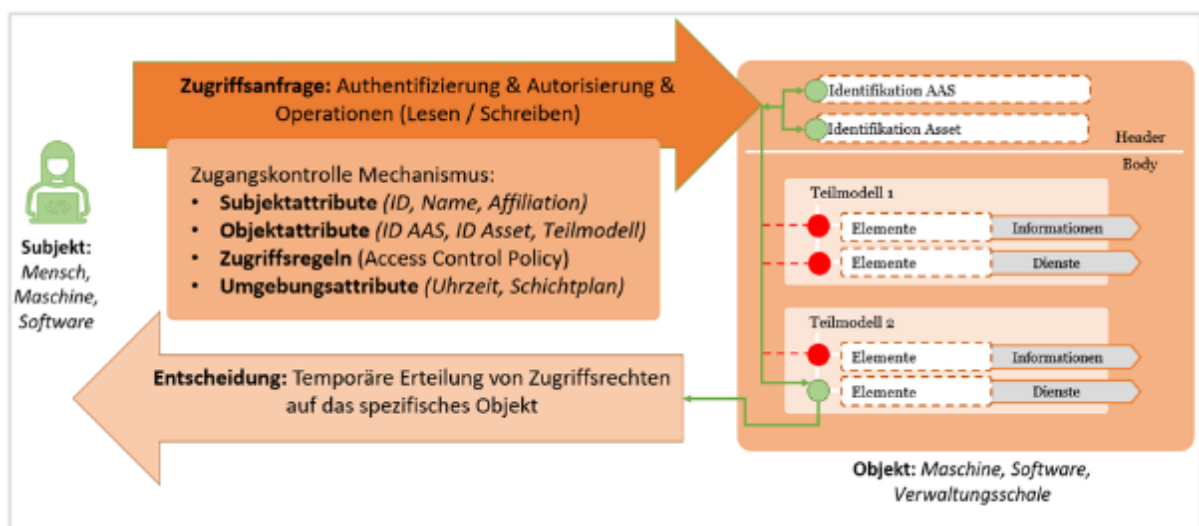 Zugriffsanfrage: Authentifizierung & Autorisierung &
Operationen (Lesen / Schreiben)
Zugangskontrolle Mechanismus:
• Subjektattribute (ID, Name, Affiliation)
• Objektattribute (ID AAS, ID Asset, Teilmodell)
• Zugriffsregeln (Access Control Policy)
• Umgebungsattribute (Uhrzeit, Schichtplan)
Subjekt:
Mensch,
Maschine,
Software
Entscheidung: Temporäre Erteilung von Zugriffsrechten
auf das spezifisches Objekt
Identifikation AAS
Identifikation Asset
Header
Body
Teilmodell 1
Elemente Informationen
Elemente Dienste
Teilmodell 2
Elemente Informationen
Elemente Dienste
Objekt: Maschine, Software,
Verwaltungsschale